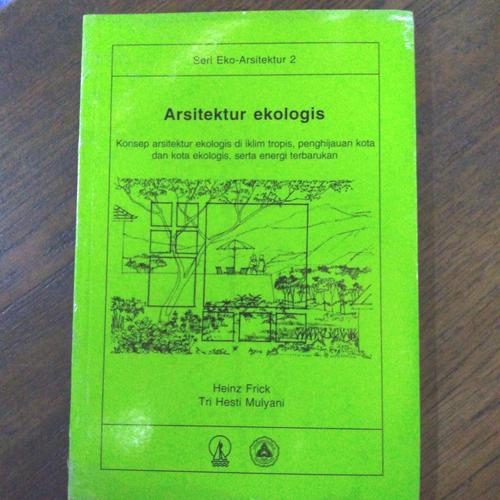 Seri Eko-Arsitektur 2
Arsitektur ekologis
Konsep arsitektur ekologis di iklim tropis, penghijauan kota
dan kota ekologis, serta energi terbarukan
Heinz Frick
Tri Hesti Mulyani